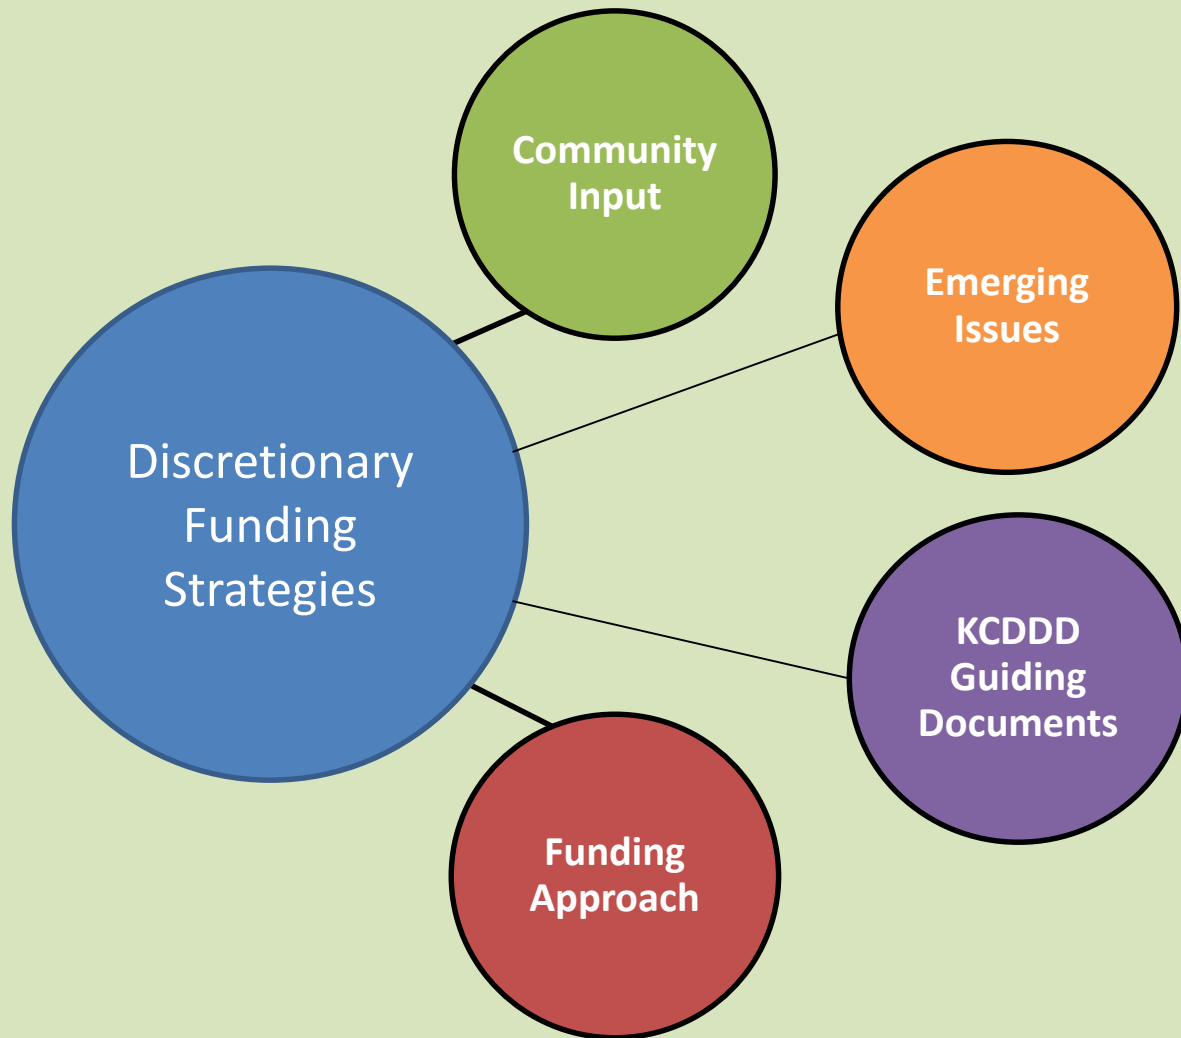 Community
Input
Emerging
Issues
Discretionary
Funding
Strategies
KCDDD
Guiding
Documents
Funding
Approach